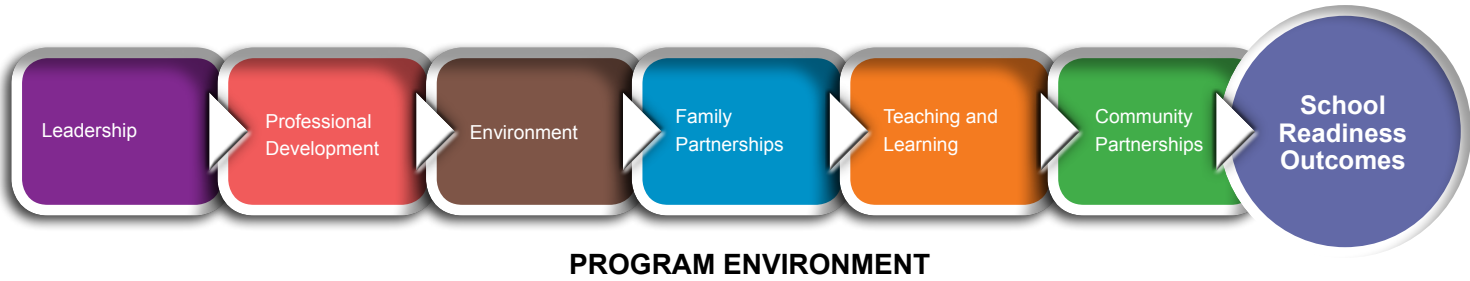 Leadership
Professional
Development
Environment
Family
Partnerships
Teaching and
Learning
Community
Partnerships
School
Readiness
Outcomes
PROGRAM ENVIRONMENT